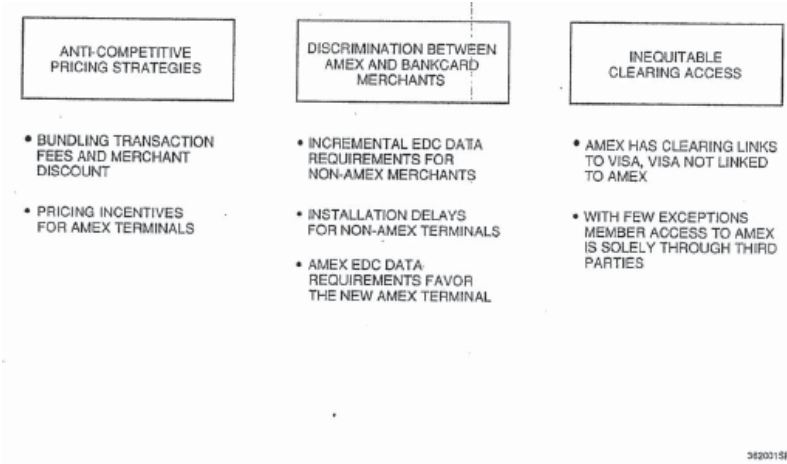 ANTI-COMPETITIVE
PRICING STRATEGIES
• BUNDLING TRANSACTION
FEES AND MERCHANT
DISCOUNT
• PRICING INCENTIVES
FOR AMEX TERMINALS
DISCRIMINATION BETWEEN
AMEX AND BANKCARD
MERCHANTS
• INCREMENTAL EDC DATA
REQUIREMENTS FOR
NON-AMEX MERCHANTS
• INSTALLATION DELAYS
FOR NON-AMEX TERMINALS
• AMEX EDC DATA
REQUIREMENTS FAVOR
THE NEW AMEX TERMINAL
INEQUITABLE
CLEARING ACCESS
• AMEX HAS CLEARING LINKS
TO VISA, VISA NOT LINKED
TO AMEX
• WITH FEW EXCEPTIONS
MEMBER ACCESS TO AMEX
IS SOLELY THROUGH THIRD
PARTIES